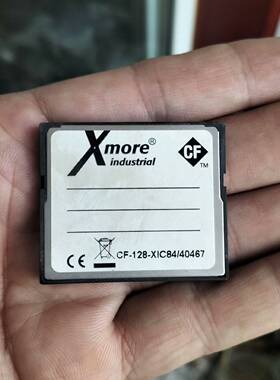 Xmore®
industrial
CF
TM
CE CF-128-XIC84/40467